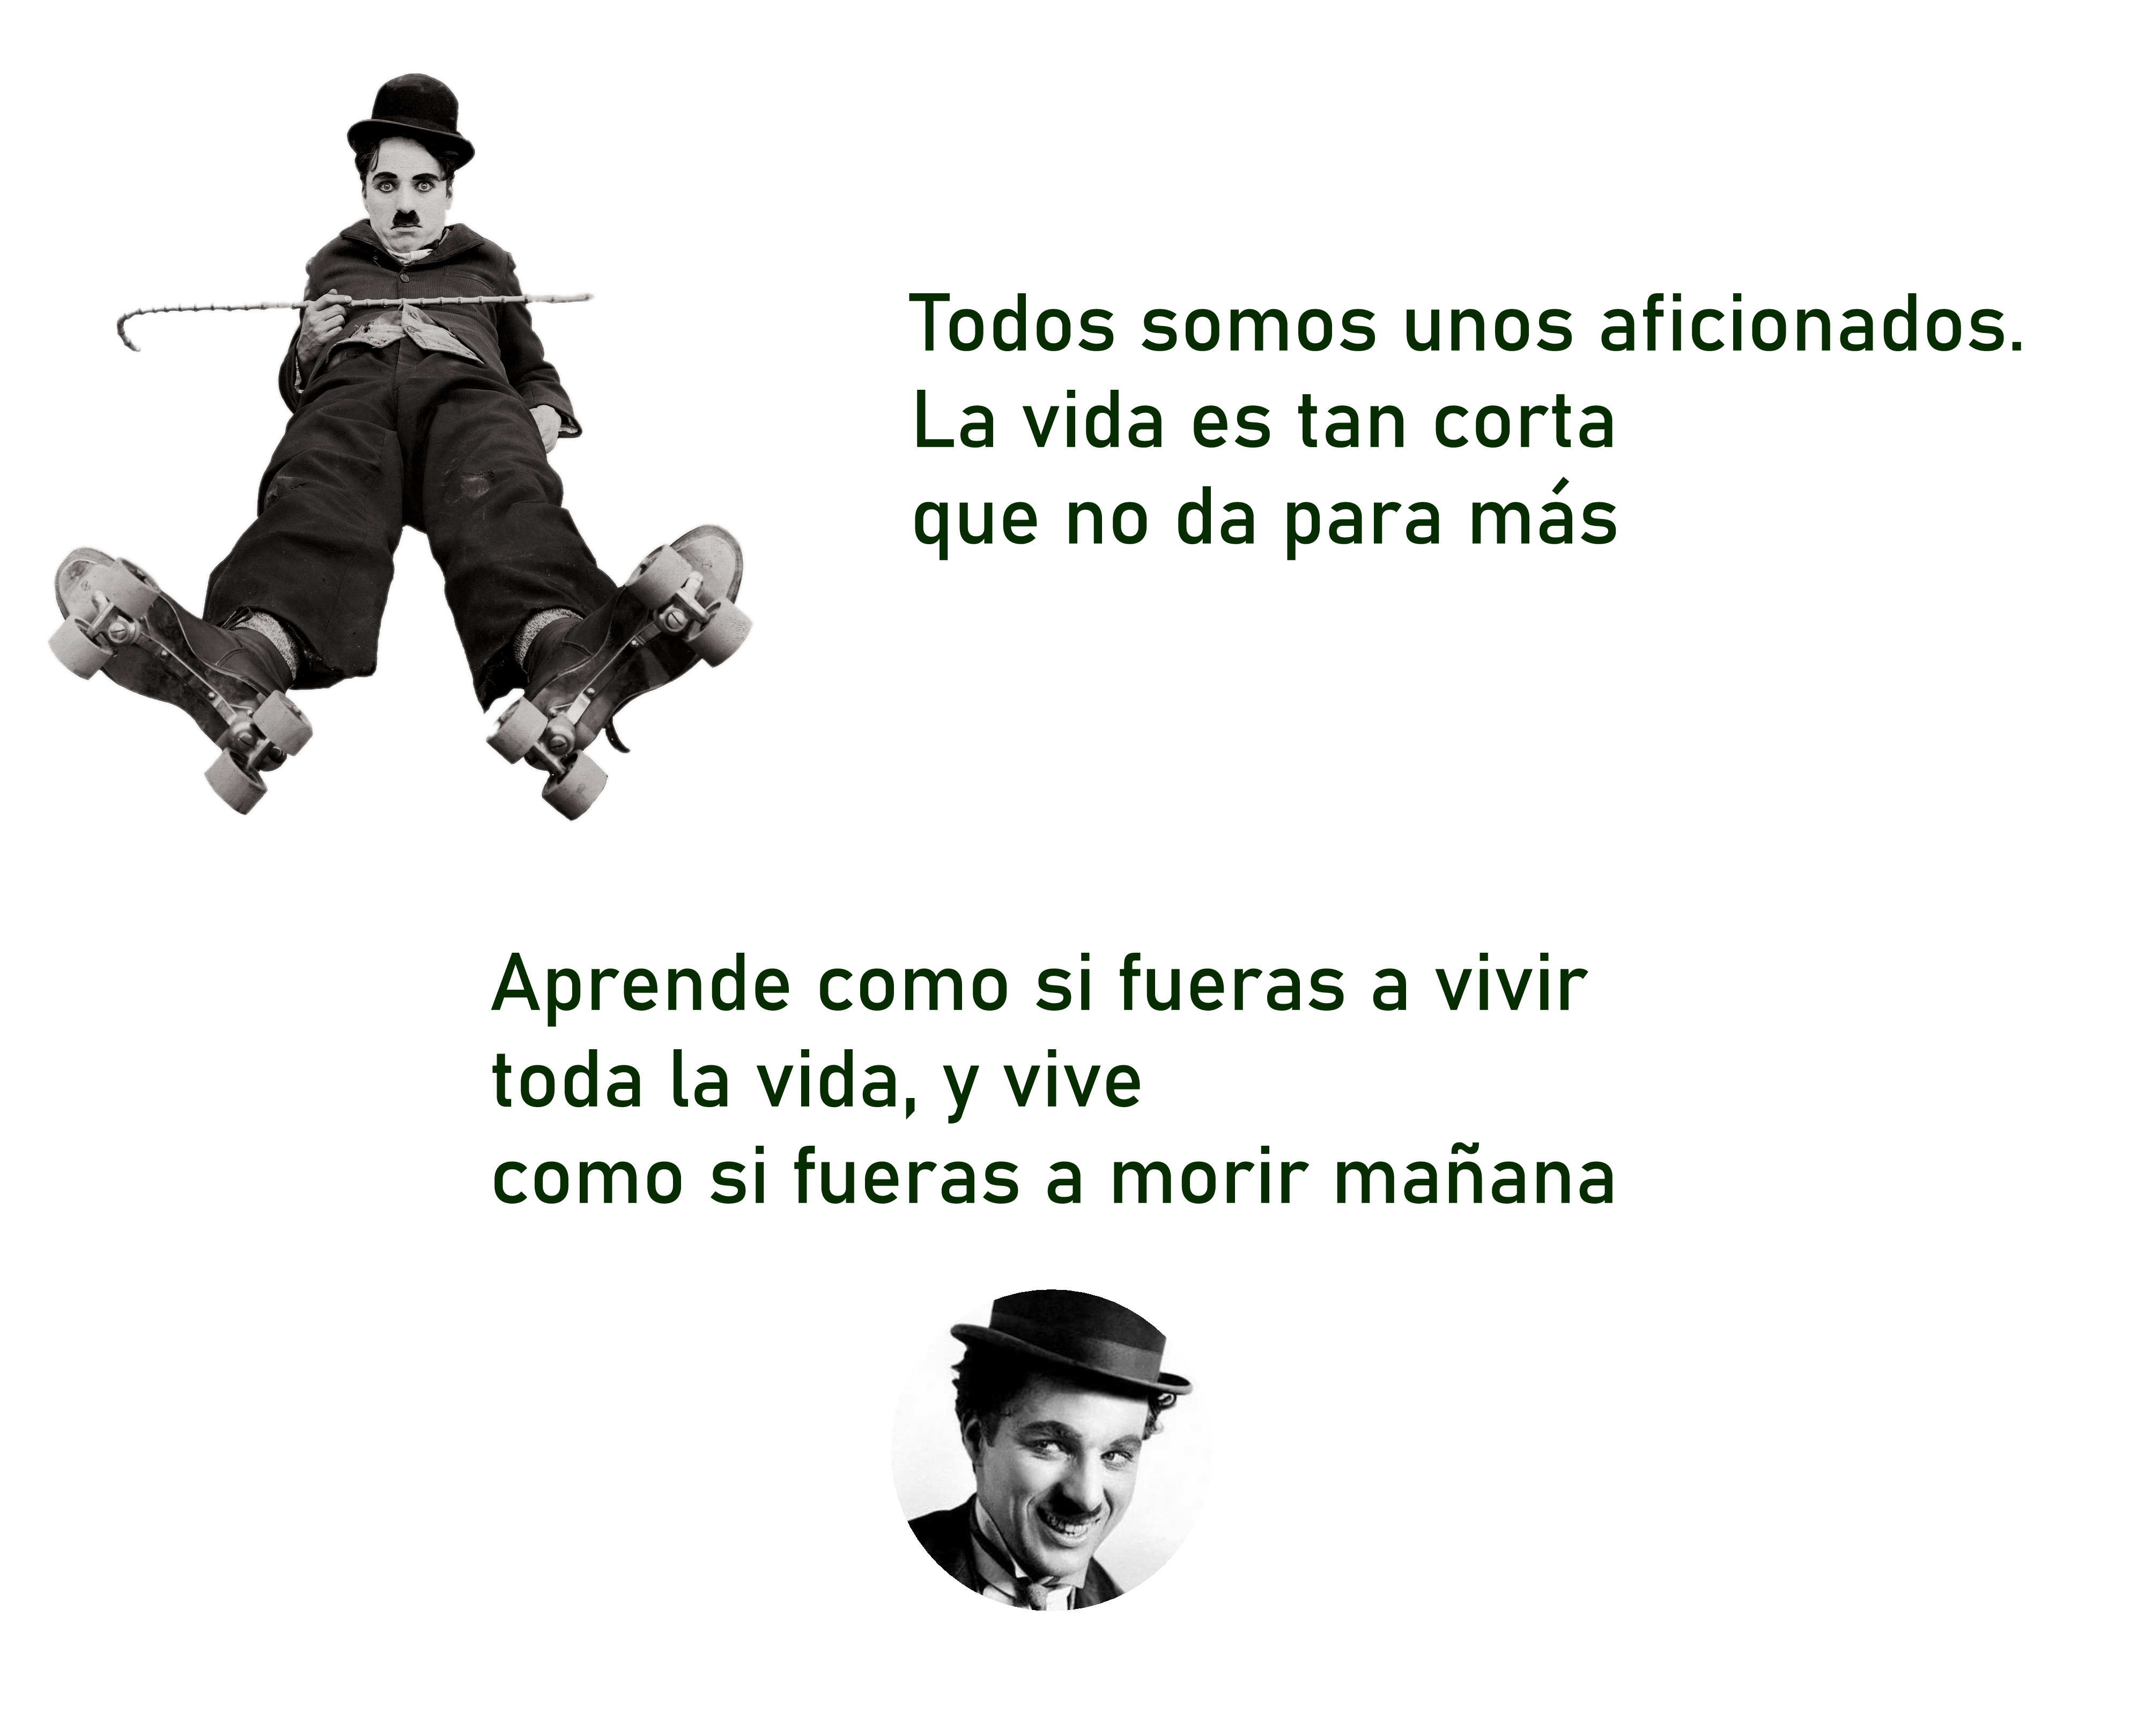 Todos somos unos aficionados.
La vida es tan corta
que no da para más
Aprende como si fueras a vivir
toda la vida, y vive
como si fueras a morir mañana